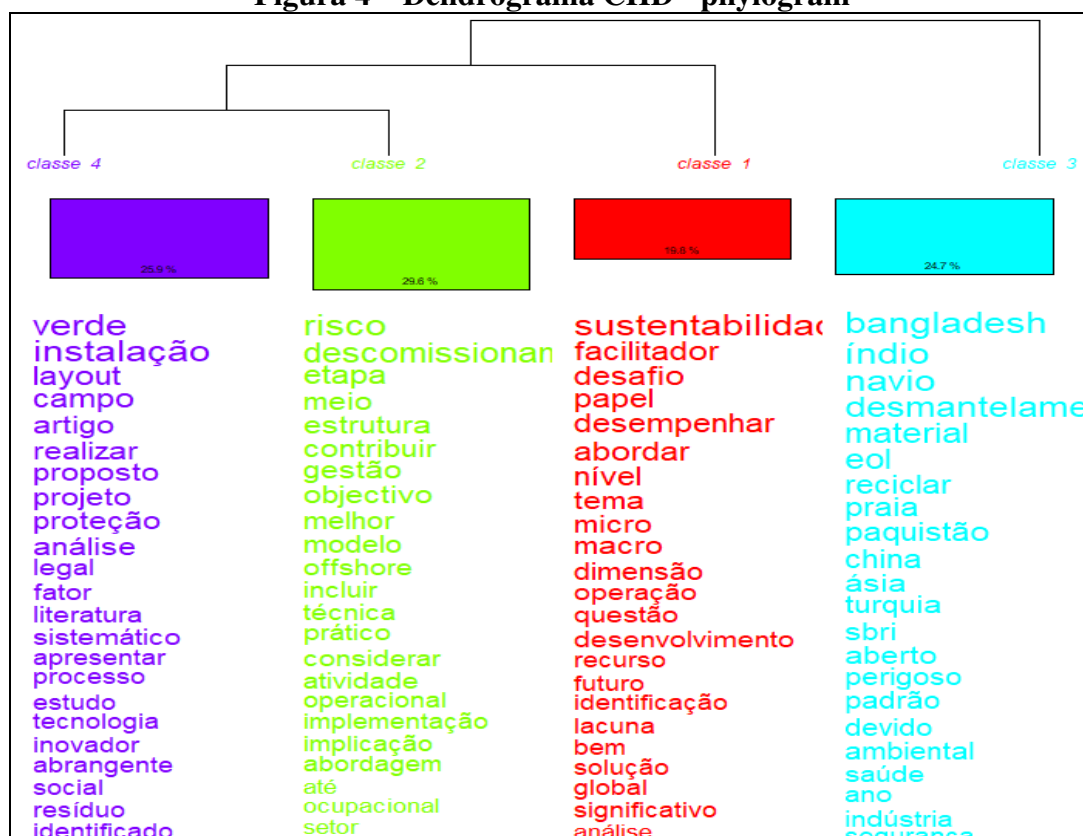 Figura 4 – Dendrograma CHD - phylogram
classe 4
classe 2
classe 1
classe 3
25.9 %
29.6 %
19.8 %
24.7 %
verde
instalação
layout
campo
artigo
realizar
proposto
projeto
proteção
análise
legal
fator
literatura
sistemático
apresentar
processo
estudo
tecnologia
inovador
abrangente
social
resíduo
identificado
risco
descomissionan
etapa
meio
estrutura
contribuir
gestão
objectivo
melhor
modelo
offshore
incluir
técnica
prático
considerar
atividade
operacional
implementação
implicação
abordagem
até
ocupacional
setor
sustentabilidad
facilitador
desafio
papel
desempenhar
abordar
nível
tema
micro
macro
dimensão
operação
questão
desenvolvimento
recurso
futuro
identificação
lacuna
bem
solução
global
significativo
análise
bangladesh
índio
navio
desmantelame
material
eol
reciclar
praia
paquistão
china
ásia
turquia
sbri
aberto
perigoso
padrão
devido
ambiental
saúde
ano
indústria
segurança